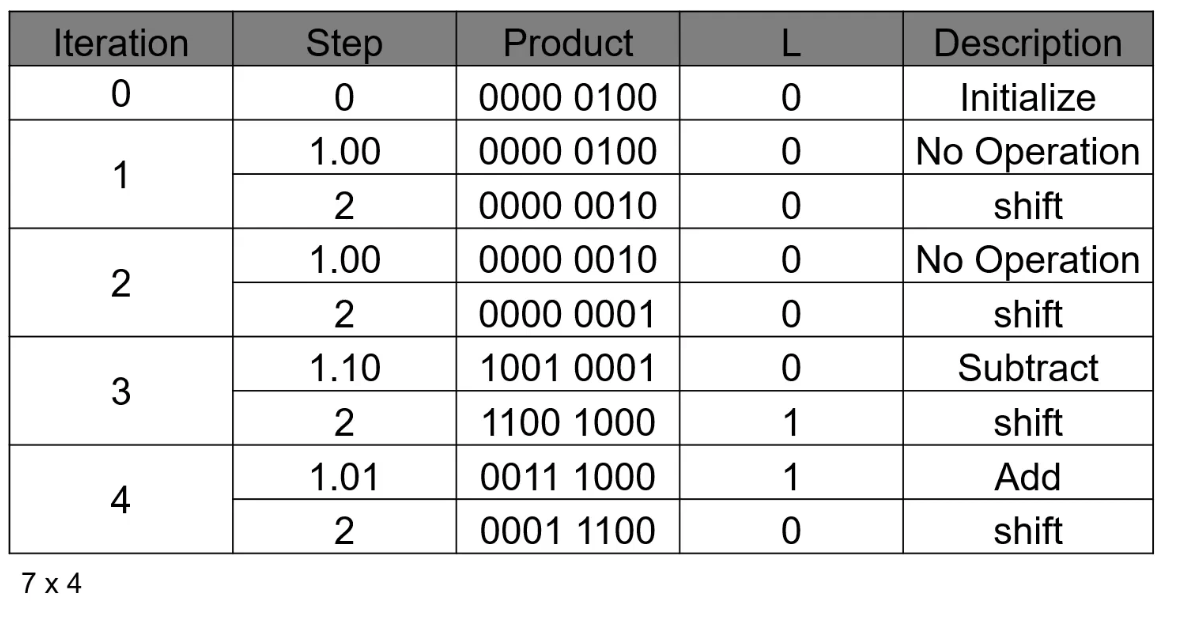 Iteration Step Product L Description
0 0 0000 0100 0 Initialize
1 1.00 0000 0100 0 No Operation
2 0000 0010 0 shift
2 1.00 0000 0010 0 No Operation
2 0000 0001 0 shift
3 1.10 1001 0001 0 Subtract
2 1100 1000 1 shift
4 1.01 0011 1000 1 Add
2 0001 1100 0 shift
7 x 4